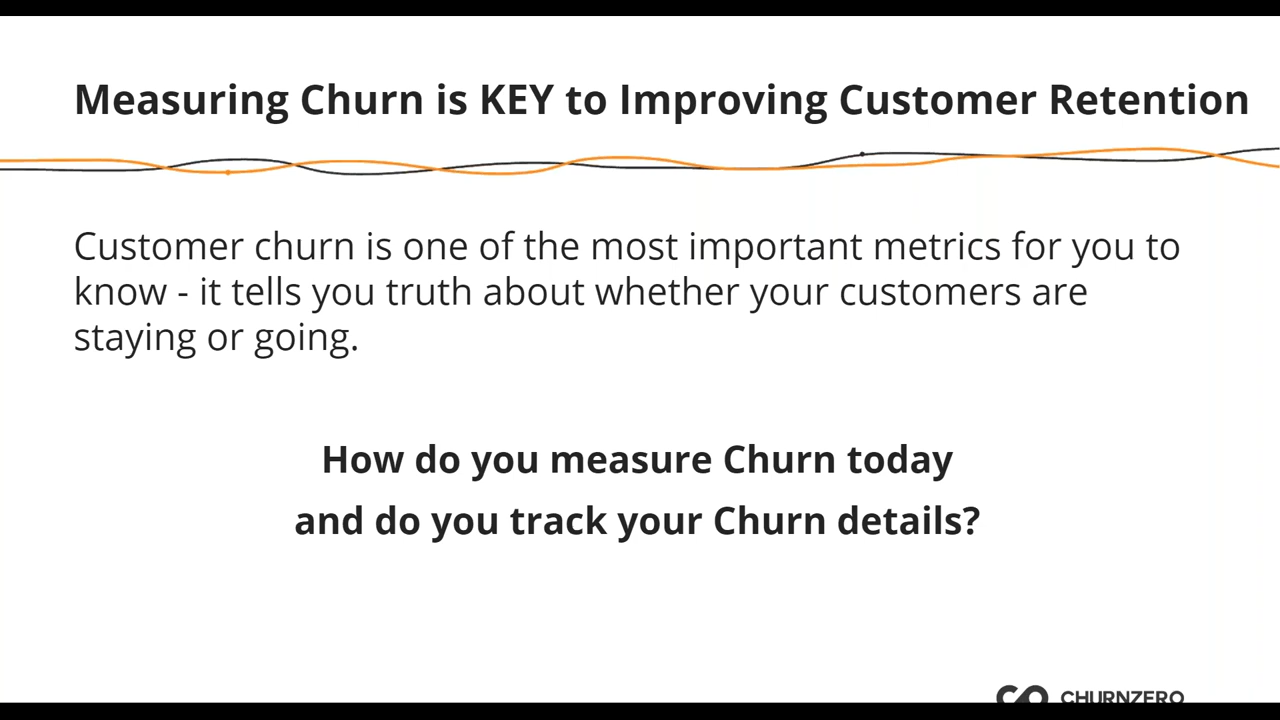 Measuring Churn is KEY to Improving Customer Retention
Customer churn is one of the most important metrics for you to
know - it tells you truth about whether your customers are
staying or going.
How do you measure Churn today
and do you track your Churn details?
CHURNZERO